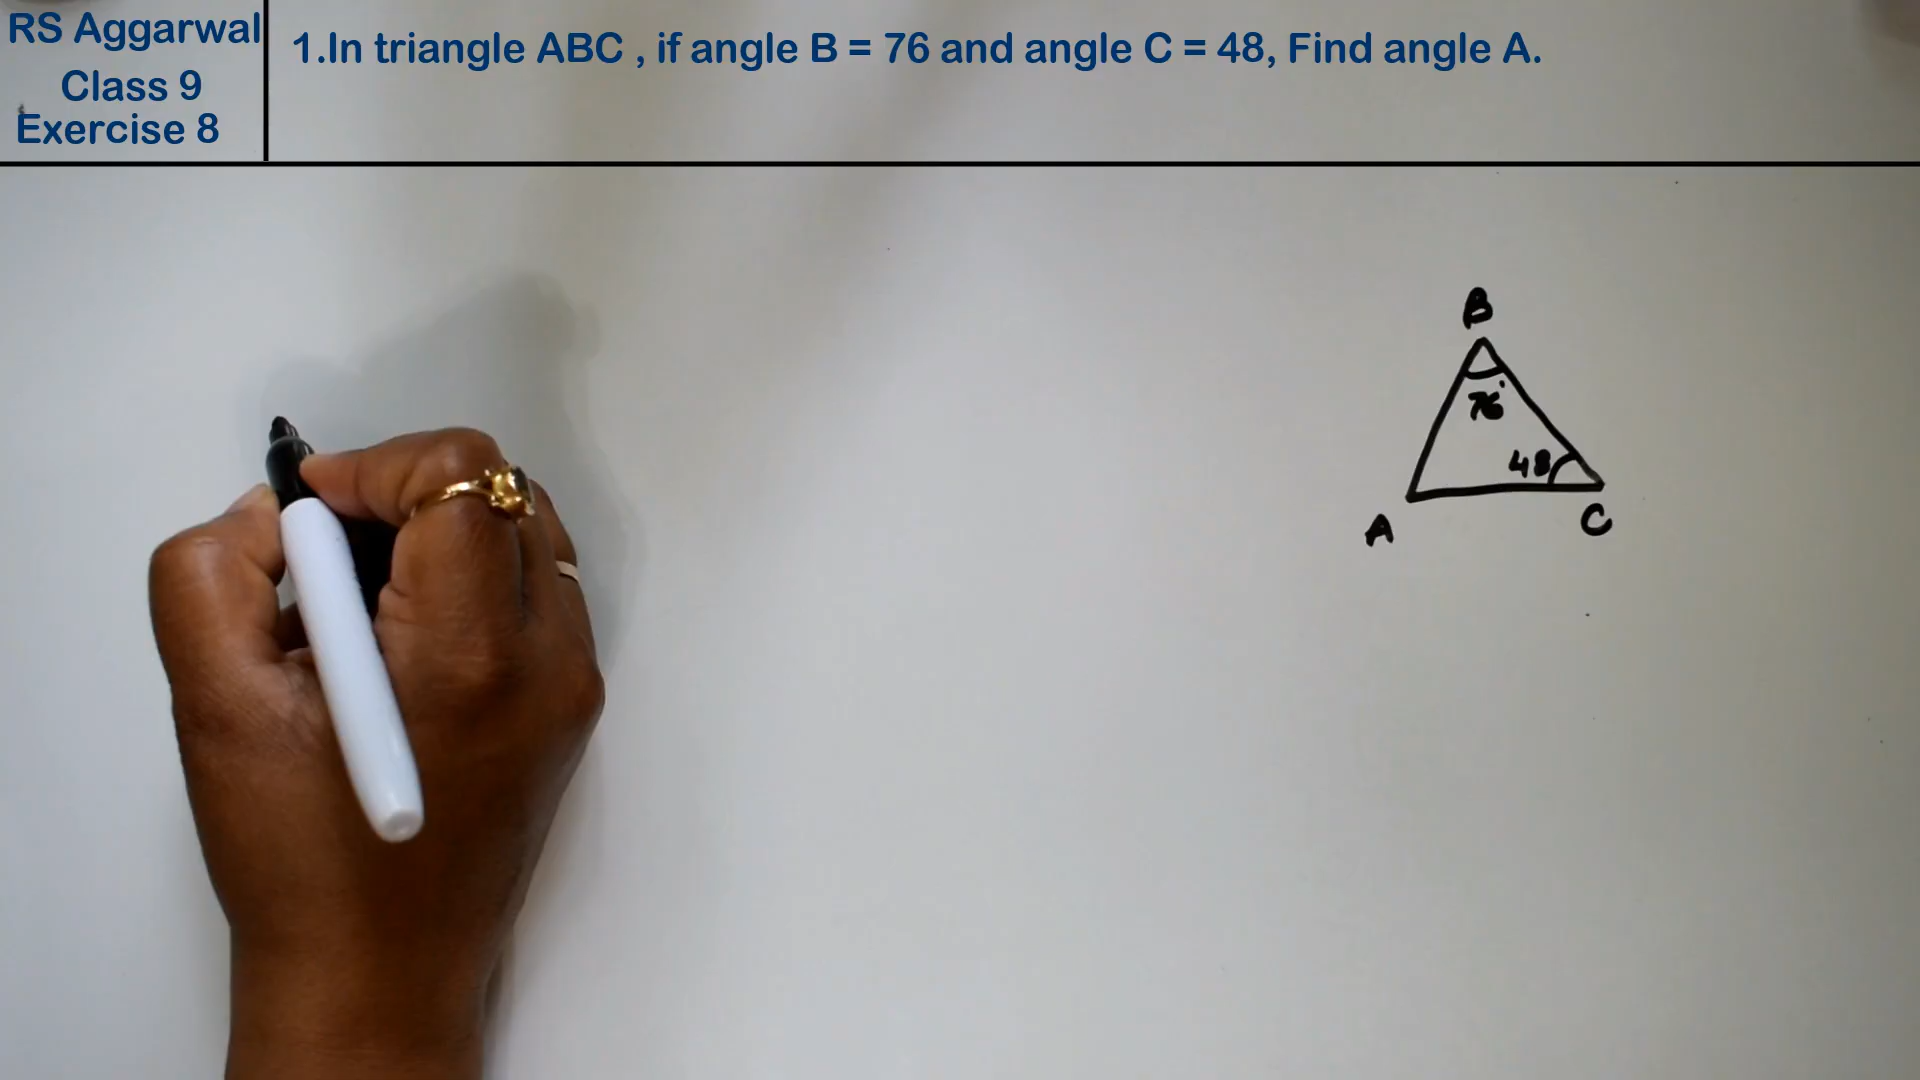 RS Aggarwal
Class 9
Exercise 8
1.In triangle ABC , if angle B = 76 and angle C = 48, Find angle A.
B
76°
48
A
C